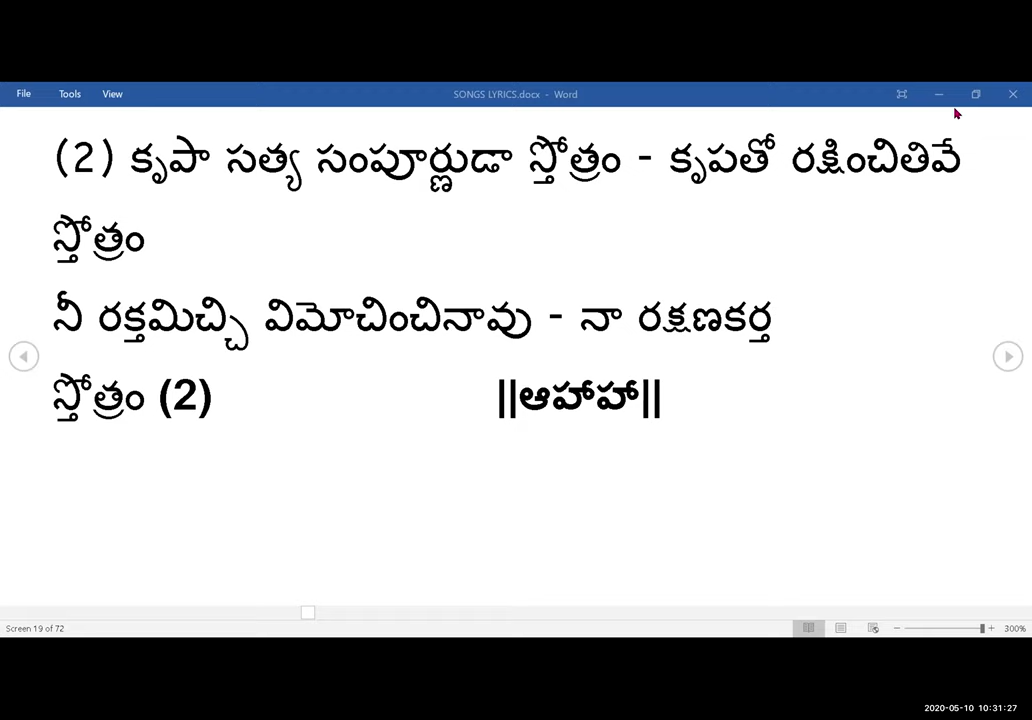 File Tools View SONGS LYRICS.docx - Word
(2) కృపా సత్య సంపూర్ణుడా స్తోత్రం - కృపతో రక్షించితివే
స్తోత్రం
నీ రక్తమిచ్చి విమోచించినావు - నా రక్షణకర్త
స్తోత్రం (2) ||ఆహాహా||
Screen 19 of 72 300%
2020-05-10 10:31:27